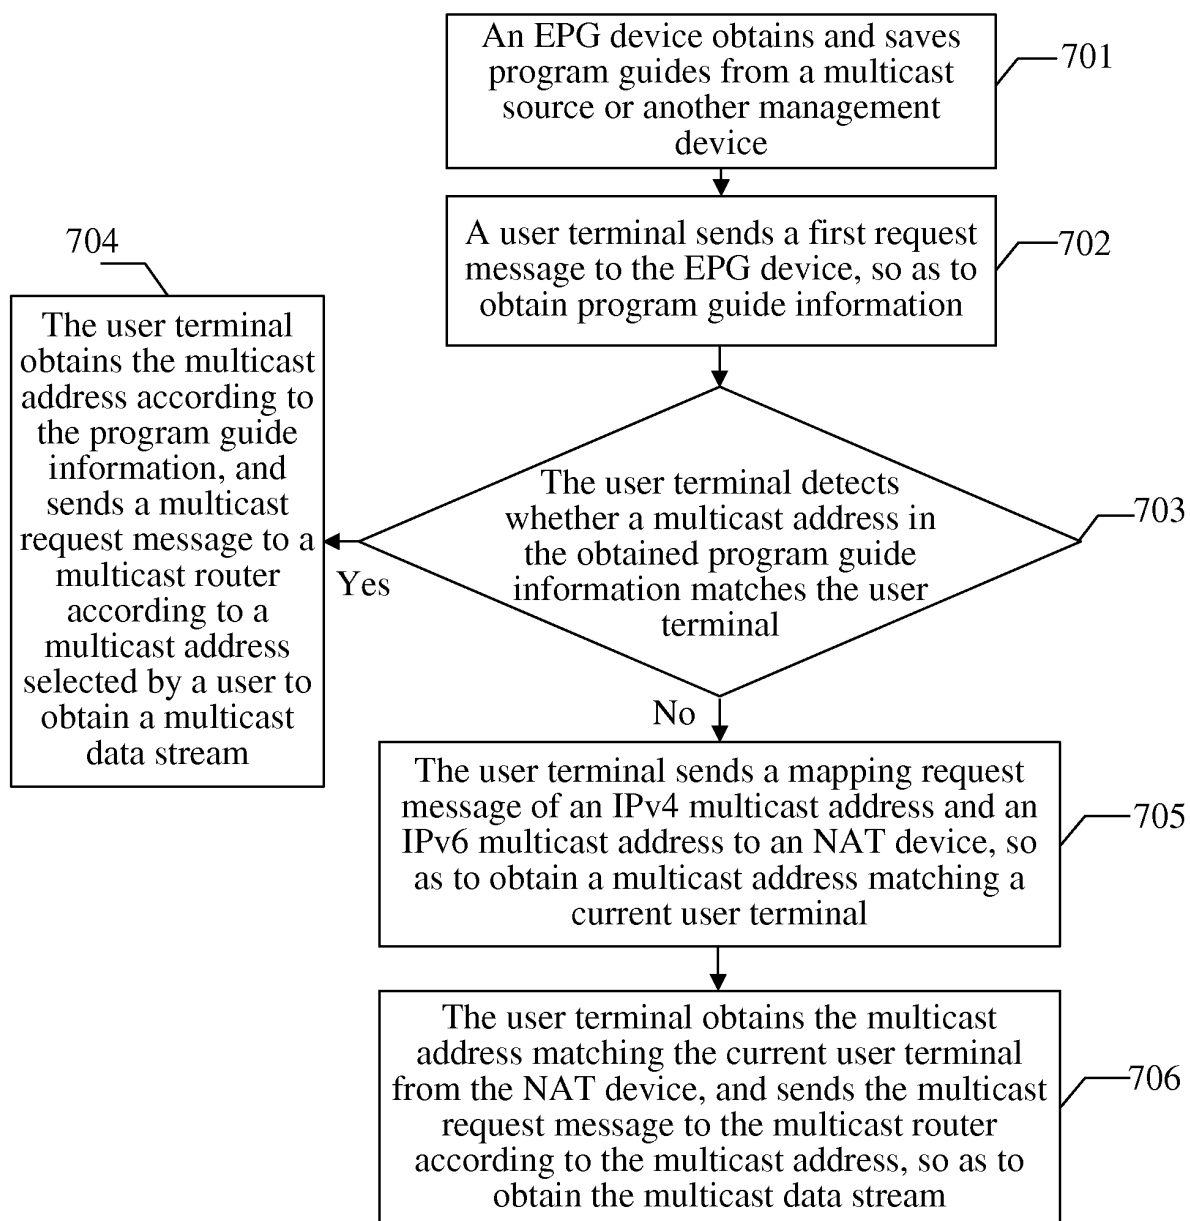 An EPG device obtains and saves
program guides from a multicast
source or another management
device
701
A user terminal sends a first request
message to the EPG device, so as to
obtain program guide information
702
The user terminal detects
whether a multicast address in
the obtained program guide
information matches the user
terminal
703
Yes
704
The user terminal
obtains the multicast
address according to
the program guide
information, and
sends a multicast
request message to a
multicast router
according to a
multicast address
selected by a user to
obtain a multicast
data stream
No
The user terminal sends a mapping request
message of an IPv4 multicast address and an
IPv6 multicast address to an NAT device, so
as to obtain a multicast address matching a
current user terminal
705
The user terminal obtains the multicast
address matching the current user terminal
from the NAT device, and sends the multicast
request message to the multicast router
according to the multicast address, so as to
obtain the multicast data stream
706